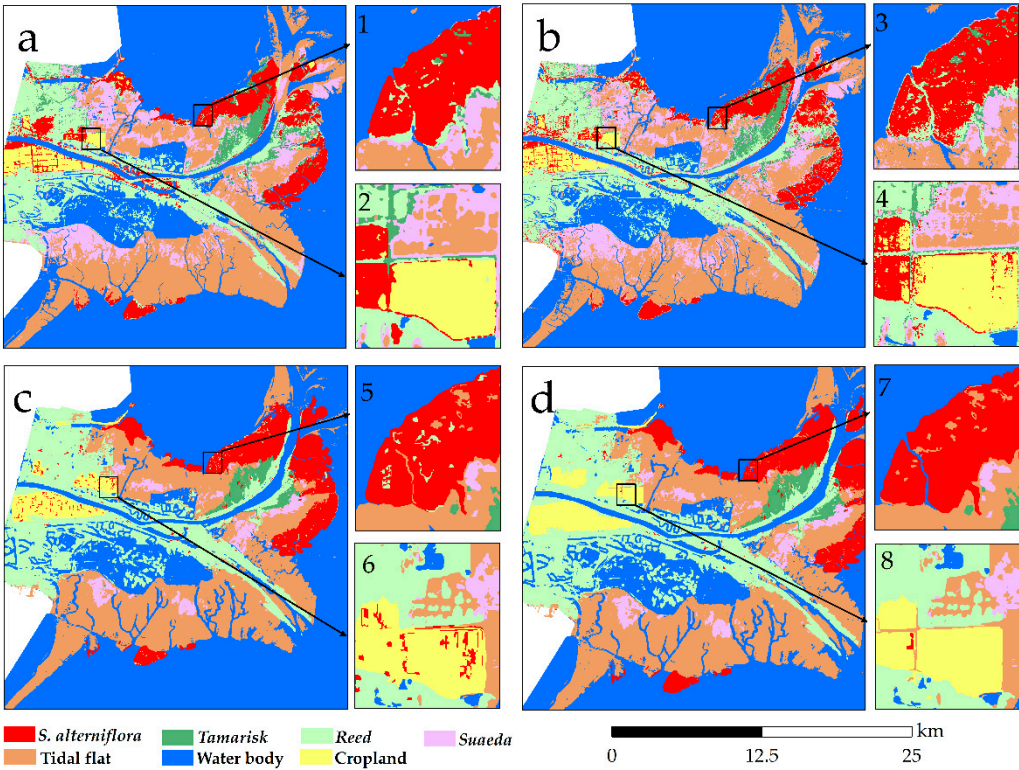 a
1
b
3
2
4
c
5
d
7
6
8
S. alterniflora Tamarisk Reed Suaeda
Tidal flat Water body Cropland
km
0 12.5 25